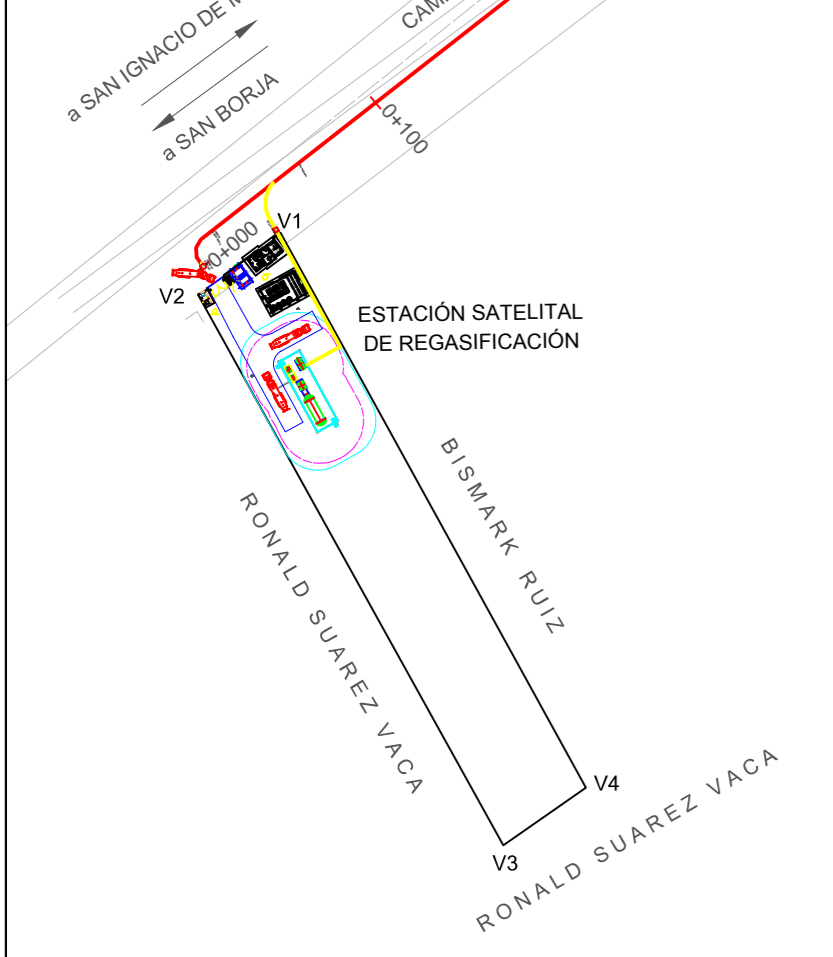 a SAN IGNACIO DE
a SAN BORJA
0+100
V1
0+000
V2
ESTACIÓN SATELITAL
DE REGASIFICACIÓN
BISMARK RUIZ
RONALD SUAREZ VACA
V4
V3
RONALD SUAREZ VACA